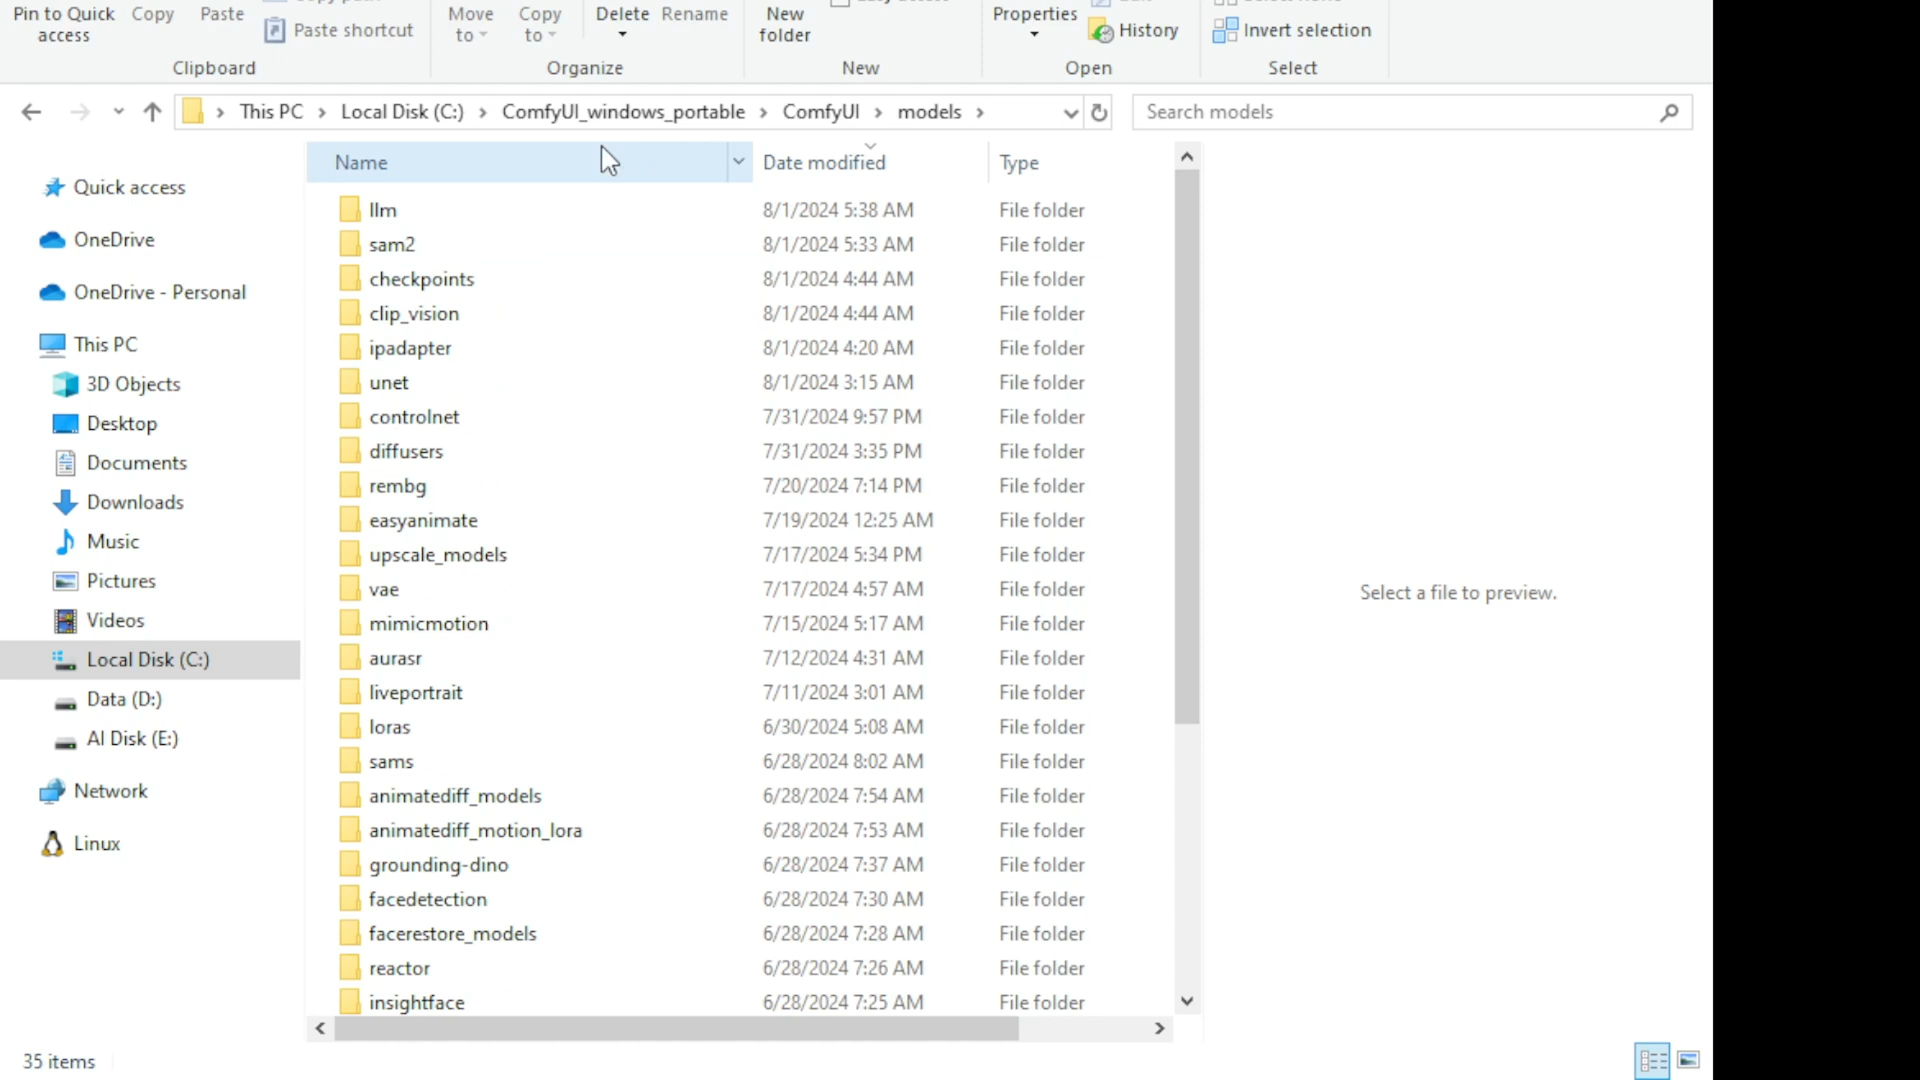 Pin to Quick access
Copy
Paste
Paste shortcut
Move to
Copy to
Delete
Rename
New folder
Properties
History
Invert selection
Clipboard
Organize
New
Open
Select
This PC > Local Disk (C:) > ComfyUI_windows_portable > ComfyUI > models >
Search models
Name
Date modified
Type
Quick access
OneDrive
OneDrive - Personal
This PC
3D Objects
Desktop
Documents
Downloads
Music
Pictures
Videos
Local Disk (C:)
Data (D:)
AI Disk (E:)
Network
Linux
llm 8/1/2024 5:38 AM File folder
sam2 8/1/2024 5:33 AM File folder
checkpoints 8/1/2024 4:44 AM File folder
clip_vision 8/1/2024 4:44 AM File folder
ipadapter 8/1/2024 4:20 AM File folder
unet 8/1/2024 3:15 AM File folder
controlnet 7/31/2024 9:57 PM File folder
diffusers 7/31/2024 3:35 PM File folder
rembg 7/20/2024 7:14 PM File folder
easyanimate 7/19/2024 12:25 AM File folder
upscale_models 7/17/2024 5:34 PM File folder
vae 7/17/2024 4:57 AM File folder
mimicmotion 7/15/2024 5:17 AM File folder
aurasr 7/12/2024 4:31 AM File folder
liveportrait 7/11/2024 3:01 AM File folder
loras 6/30/2024 5:08 AM File folder
sams 6/28/2024 8:02 AM File folder
animatediff_models 6/28/2024 7:54 AM File folder
animatediff_motion_lora 6/28/2024 7:53 AM File folder
grounding-dino 6/28/2024 7:37 AM File folder
facedetection 6/28/2024 7:30 AM File folder
facerestore_models 6/28/2024 7:28 AM File folder
reactor 6/28/2024 7:26 AM File folder
insightface 6/28/2024 7:25 AM File folder
Select a file to preview.
35 items